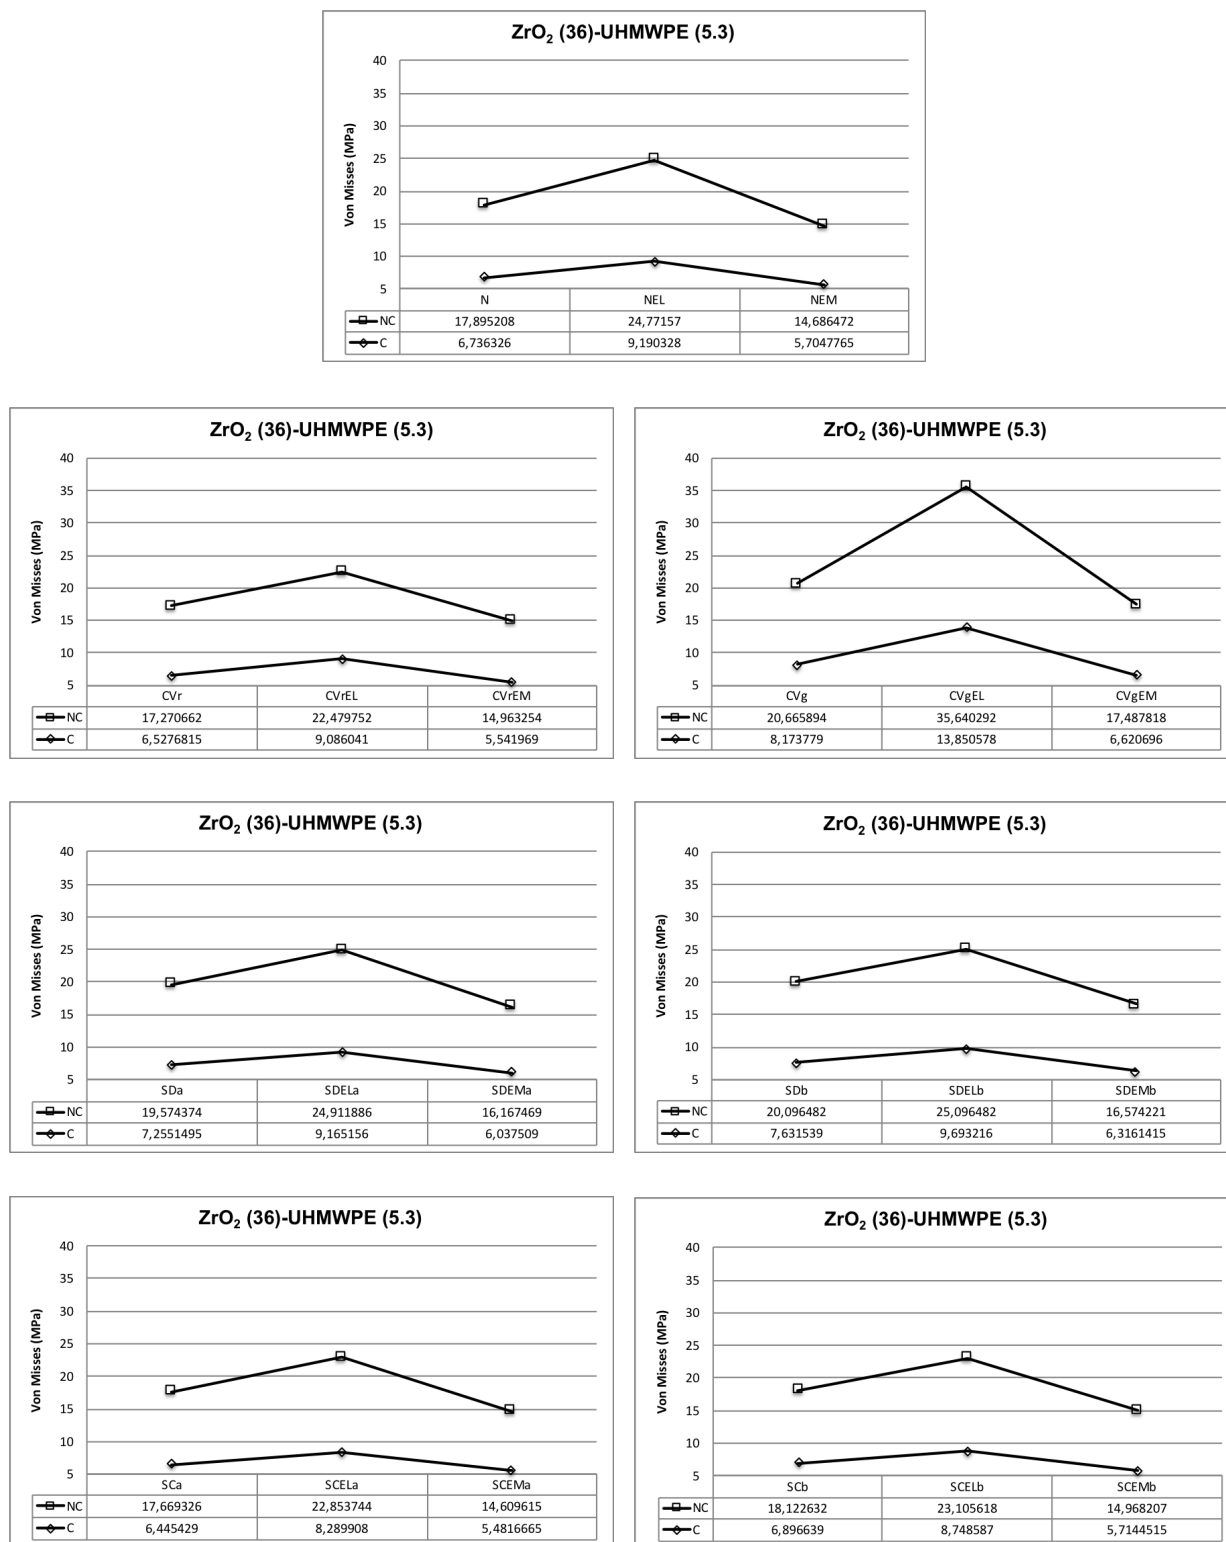 ZrO₂ (36)-UHMWPE (5.3)
40
35
30
25
20
15
10
5
Von Misses (MPa)
N NEL NEM
NC 17,895208 24,77157 14,686472
C 6,736326 9,190328 5,7047765
ZrO₂ (36)-UHMWPE (5.3)
40
35
30
25
20
15
10
5
Von Misses (MPa)
CVr CVrEL CVrEM
NC 17,270662 22,479752 14,963254
C 6,5276815 9,086041 5,541969
ZrO₂ (36)-UHMWPE (5.3)
40
35
30
25
20
15
10
5
Von Misses (MPa)
CVg CVgEL CVgEM
NC 20,665894 35,640292 17,487818
C 8,173779 13,850578 6,620696
ZrO₂ (36)-UHMWPE (5.3)
40
35
30
25
20
15
10
5
Von Misses (MPa)
SDa SDELa SDEMa
NC 19,574374 24,911886 16,167469
C 7,2551495 9,165156 6,037509
ZrO₂ (36)-UHMWPE (5.3)
40
35
30
25
20
15
10
5
Von Misses (MPa)
SDb SDELb SDEMb
NC 20,096482 25,096482 16,574221
C 7,631539 9,693216 6,3161415
ZrO₂ (36)-UHMWPE (5.3)
40
35
30
25
20
15
10
5
Von Misses (MPa)
SCa SCELa SCEMa
NC 17,669326 22,853744 14,609615
C 6,445429 8,289908 5,4816665
ZrO₂ (36)-UHMWPE (5.3)
40
35
30
25
20
15
10
5
Von Misses (MPa)
SCb SCELb SCEMb
NC 18,122632 23,105618 14,968207
C 6,896639 8,748587 5,7144515